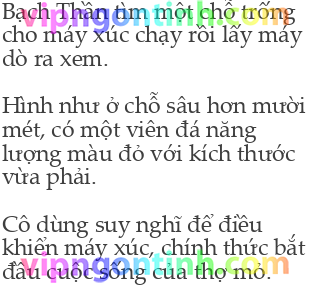 Bạch Thần tìm một chỗ trống
vipngontinh.com
cho máy xúc chạy rồi lấy máy
dò ra xem.
Hình như ở chỗ sâu hơn mười
mét, có một viên đá năng
lượng màu đỏ với kích thước
vừa phải.
Cô dùng suy nghĩ để điều
khiển máy xúc, chính thức bắt
vipngontinh.com
đầu cuộc sống của thợ mỏ.